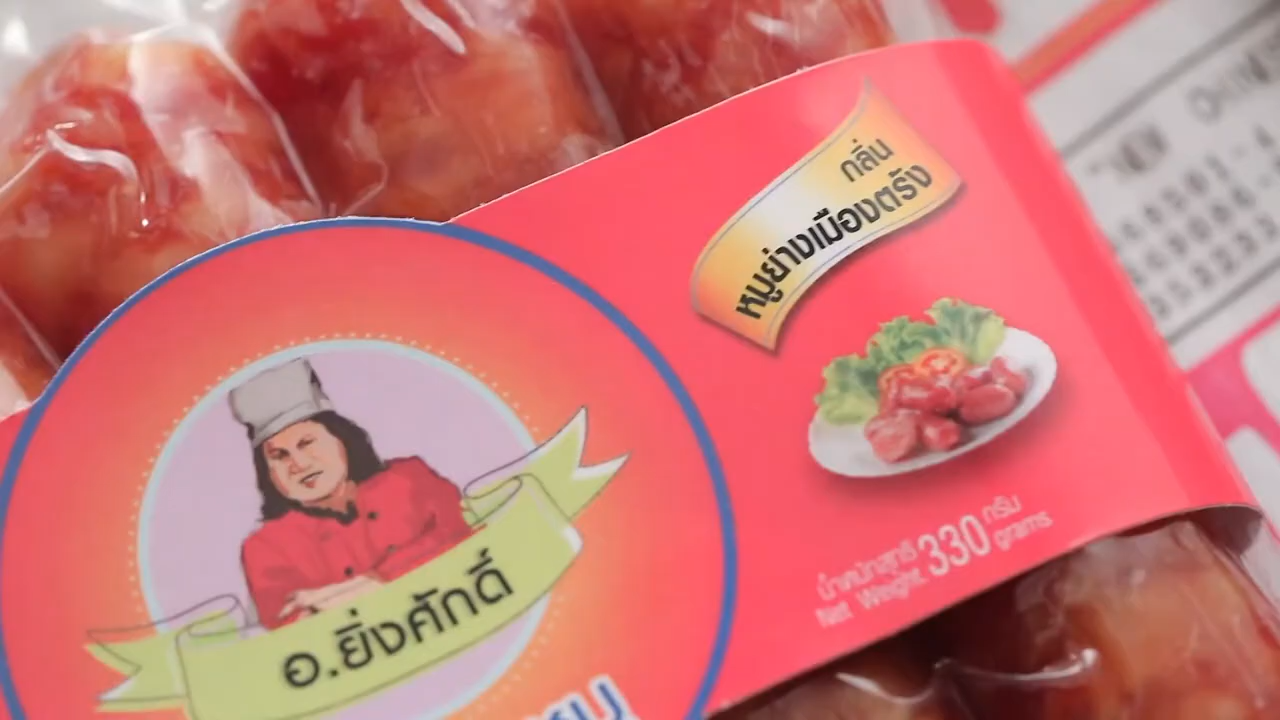 กลิ่น
หมูย่างเมืองตรัง
น้ำหนักสุทธิ 330 กรัม
Net Weight. grams
อ.ยิ่งศักดิ์